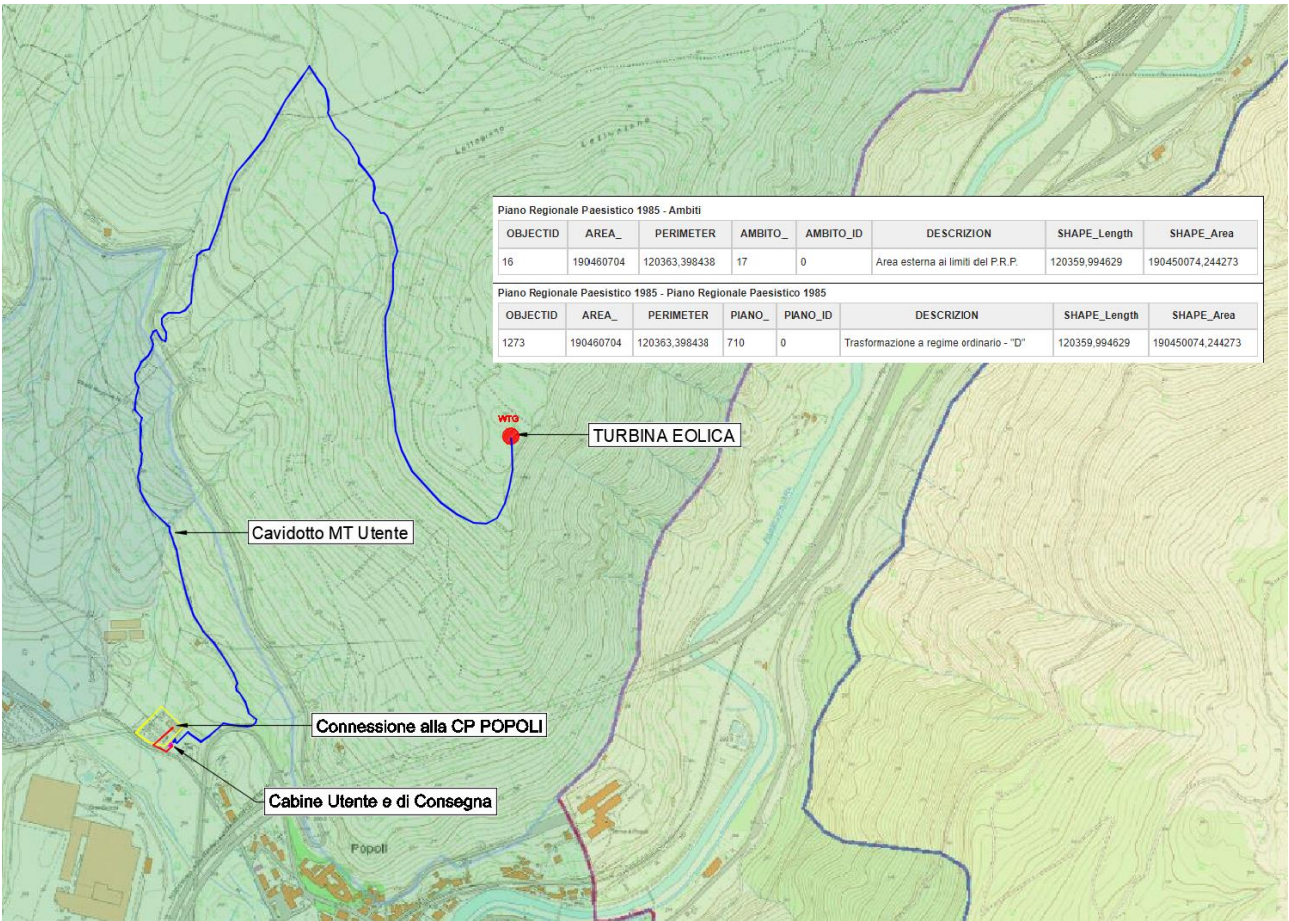 Piano Regionale Paesistico 1985 - Ambiti
OBJECTID AREA_ PERIMETER AMBITO_ AMBITO_ID DESCRIZION SHAPE_Length SHAPE_Area
16 190460704 120363,398438 17 0 Area esterna ai limiti del P.R.P. 120359,994629 190450074,244273
Piano Regionale Paesistico 1985 - Piano Regionale Paesistico 1985
OBJECTID AREA_ PERIMETER PIANO_ PIANO_ID DESCRIZION SHAPE_Length SHAPE_Area
1273 190460704 120363,398438 710 0 Trasformazione a regime ordinario - "D" 120359,994629 190450074,244273
WTG
TURBINA EOLICA
Cavidotto MT Utente
Connessione alla CP POPOLI
Cabine Utente e di Consegna
Popoli